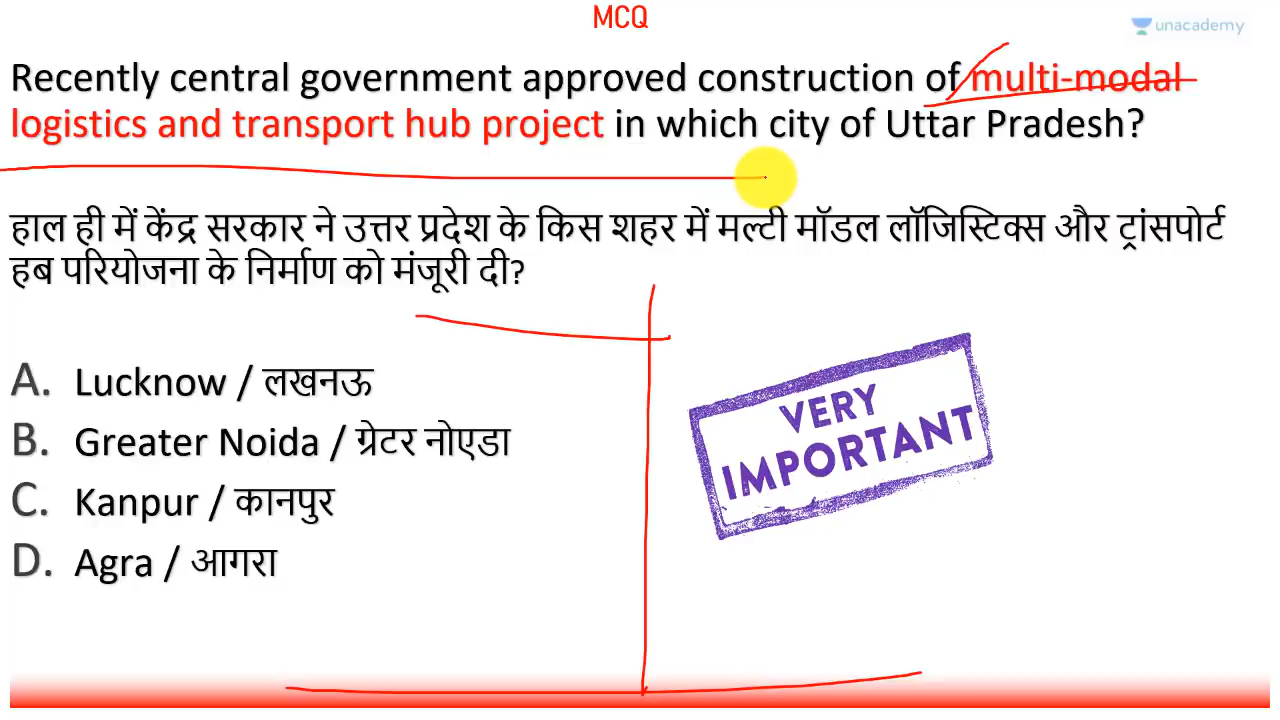 MCQ
unacademy
Recently central government approved construction of multi-modal
logistics and transport hub project in which city of Uttar Pradesh?
हाल ही में केंद्र सरकार ने उत्तर प्रदेश के किस शहर में मल्टी मॉडल लॉजिस्टिक्स और ट्रांसपोर्ट
हब परियोजना के निर्माण को मंजूरी दी?
A. Lucknow / लखनऊ
B. Greater Noida / ग्रेटर नोएडा
C. Kanpur / कानपुर
D. Agra / आगरा
VERY
IMPORTANT